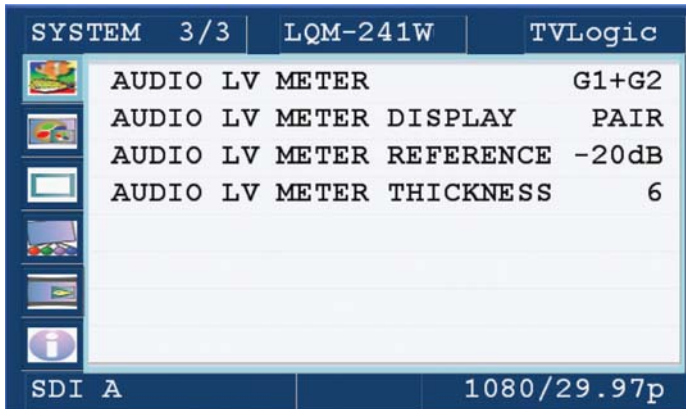 SYSTEM 3/3 LQM-241W TVLogic
AUDIO LV METER G1+G2
AUDIO LV METER DISPLAY PAIR
AUDIO LV METER REFERENCE -20dB
AUDIO LV METER THICKNESS 6
SDI A 1080/29.97p